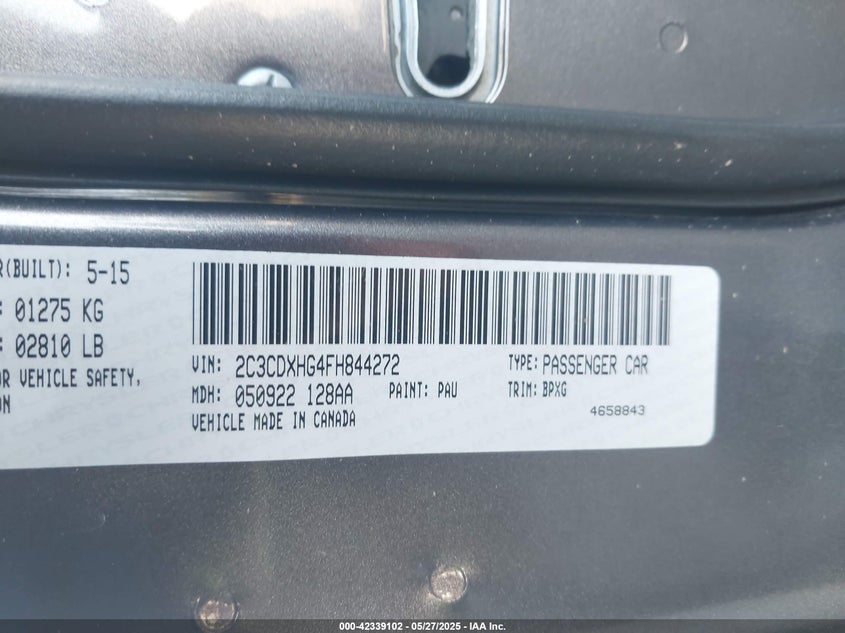 R(BUILT): 5-15
: 01275 KG
: 02810 LB
OR VEHICLE SAFETY,
ON
VIN: 2C3CDXHG4FH844272
TYPE: PASSENGER CAR
MDH: 050922 128AA
PAINT: PAU
TRIM: BPXG
VEHICLE MADE IN CANADA
4658843
000-42339102 - 05/27/2025 - IAA Inc.